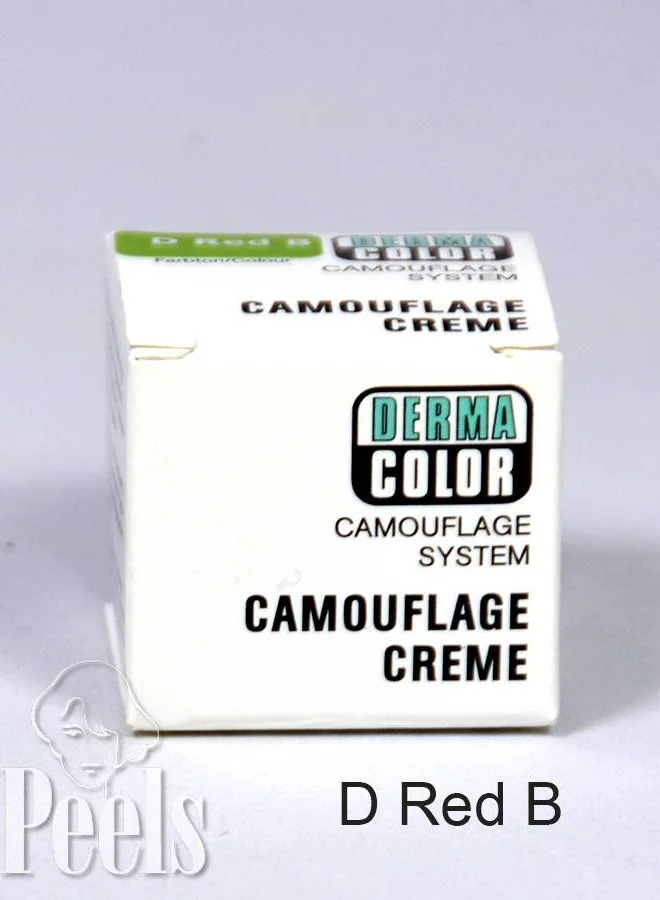 D Red B
Farbton/Colour
DERMA
COLOR
CAMOUFLAGE
SYSTEM
CAMOUFLAGE
CREME
DERMA
COLOR
CAMOUFLAGE
SYSTEM
CAMOUFLAGE
CREME
D Red B
Peels